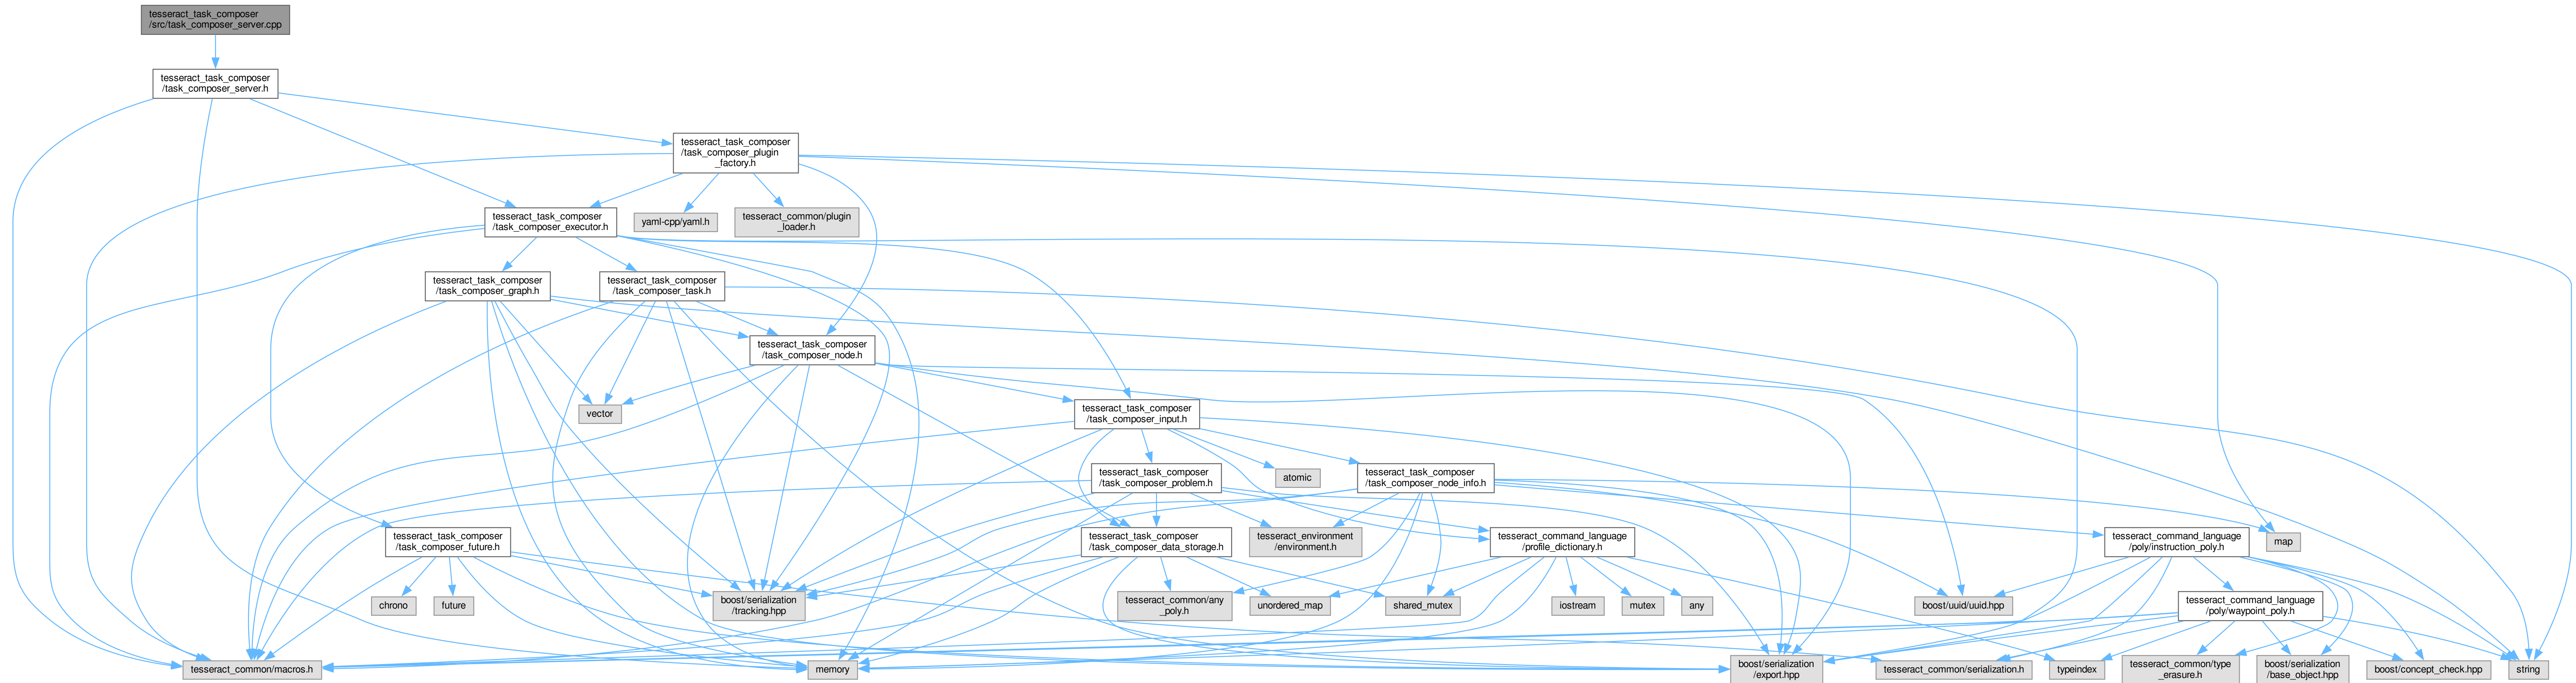 tesseract_task_composer
/src/task_composer_server.cpp
tesseract_task_composer
/task_composer_server.h
tesseract_task_composer
/task_composer_plugin
_factory.h
tesseract_task_composer
/task_composer_executor.h
yaml-cpp/yaml.h
tesseract_common/plugin
_loader.h
tesseract_task_composer
/task_composer_graph.h
tesseract_task_composer
/task_composer_task.h
tesseract_task_composer
/task_composer_node.h
vector
tesseract_task_composer
/task_composer_input.h
tesseract_task_composer
/task_composer_problem.h
atomic
tesseract_task_composer
/task_composer_node_info.h
tesseract_task_composer
/task_composer_future.h
tesseract_task_composer
/task_composer_data_storage.h
tesseract_environment
/environment.h
tesseract_command_language
/profile_dictionary.h
tesseract_command_language
/poly/instruction_poly.h
map
chrono
future
boost/serialization
/tracking.hpp
tesseract_common/any
_poly.h
unordered_map
shared_mutex
iostream
mutex
any
boost/uuid/uuid.hpp
tesseract_command_language
/poly/waypoint_poly.h
tesseract_common/macros.h
memory
boost/serialization
/export.hpp
tesseract_common/serialization.h
typeindex
tesseract_common/type
_erasure.h
boost/serialization
/base_object.hpp
boost/concept_check.hpp
string